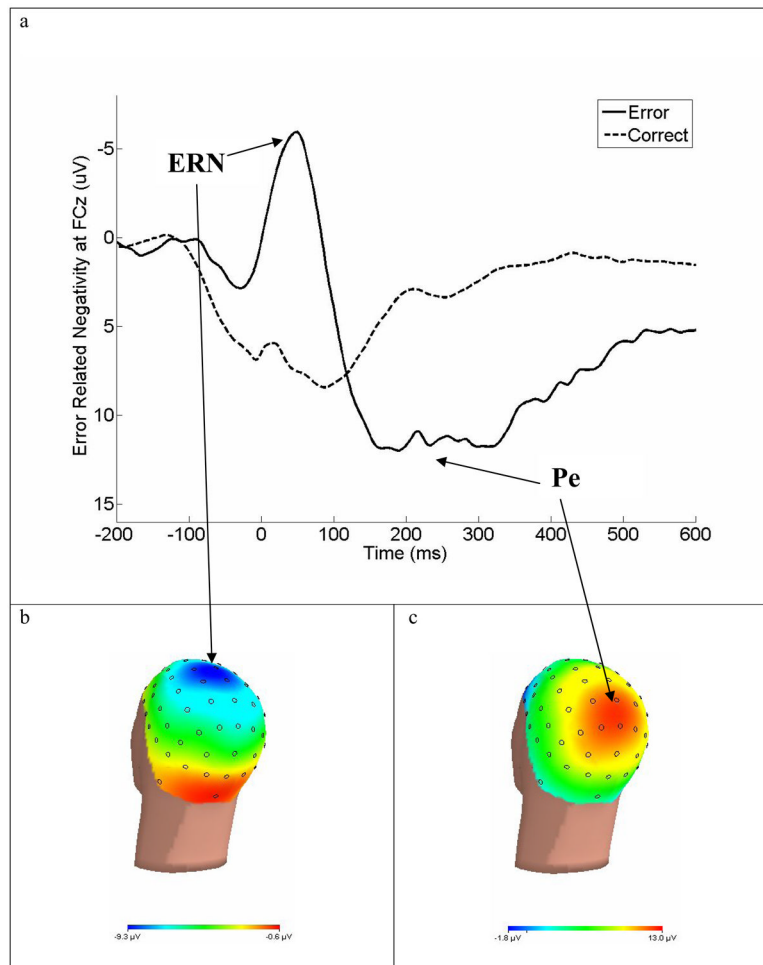 a
Error
Correct
ERN
Error Related Negativity at FCz (uV)
-5
0
5
10
15
Pe
-200 -100 0 100 200 300 400 500 600
Time (ms)
b
c
-9.3 µV -0.6 µV
-1.8 µV 13.0 µV